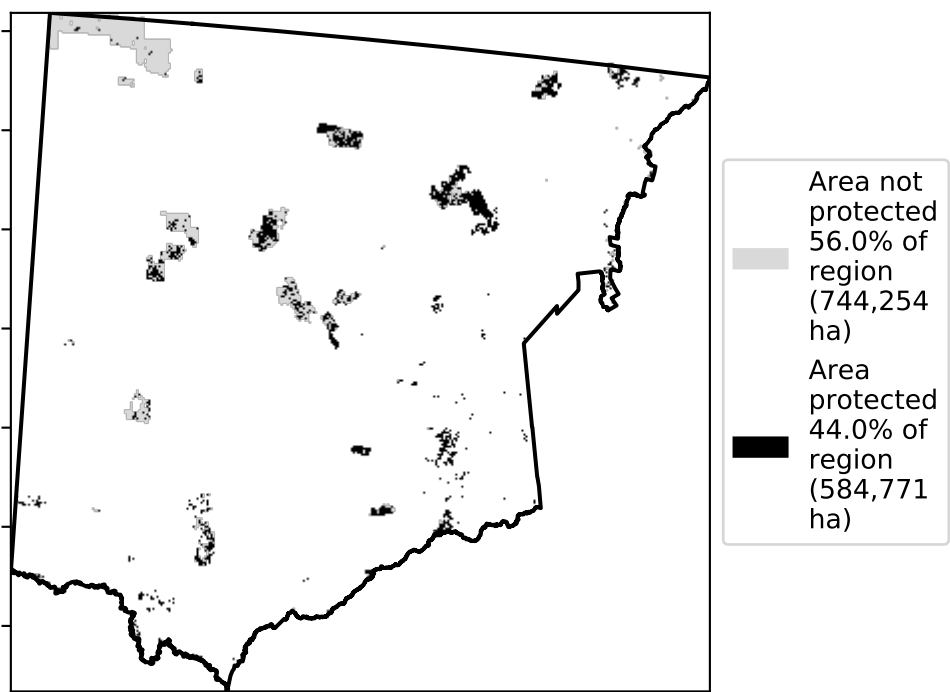 Area not
protected
56.0% of
region
(744,254
ha)
Area
protected
44.0% of
region
(584,771
ha)